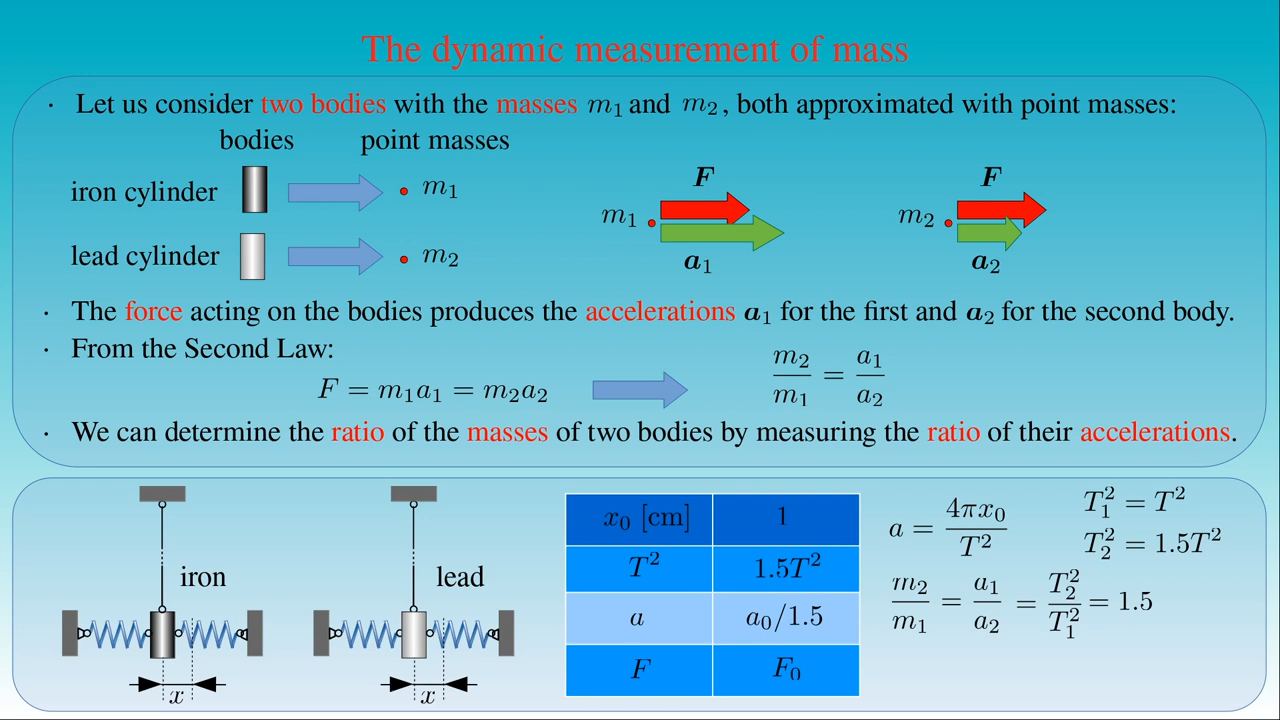 The dynamic measurement of mass
· Let us consider two bodies with the masses m₁ and m₂, both approximated with point masses:
bodies point masses
iron cylinder m₁
lead cylinder m₂
F F
m₁ m₂
a₁ a₂
· The force acting on the bodies produces the accelerations a₁ for the first and a₂ for the second body.
· From the Second Law:
F = m₁a₁ = m₂a₂ m₂/m₁ = a₁/a₂
· We can determine the ratio of the masses of two bodies by measuring the ratio of their accelerations.
iron lead
x x
x₀ [cm] 1
T² 1.5T²
a a₀/1.5
F F₀
a = 4πx₀/T²
T₁² = T²
T₂² = 1.5T²
m₂/m₁ = a₁/a₂ = T₂²/T₁² = 1.5